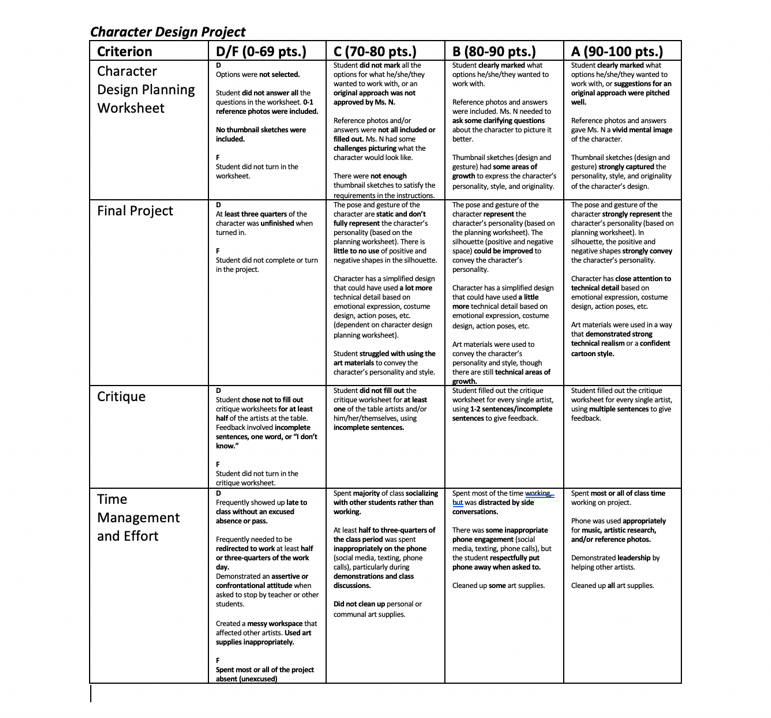 Character Design Project
Criterion
D/F (0-69 pts.)
C (70-80 pts.)
B (80-90 pts.)
A (90-100 pts.)
Character
Design Planning
Worksheet
D
Options were not selected.
Student did not answer all the
questions in the worksheet. 0-1
reference photos were included.
No thumbnail sketches were
included.
F
Student did not turn in the
worksheet.
Student did not mark all the
options for what he/she/they
wanted to work with, or an
original approach was not
approved by Ms. N.
Reference photos and/or
answers were not all included or
filled out. Ms. N had some
challenges picturing what the
character would look like.
There were not enough
thumbnail sketches to satisfy the
requirements in the instructions.
Student clearly marked what
options he/she/they wanted to
work with.
Reference photos and answers
were included. Ms. N needed to
ask some clarifying questions
about the character to picture it
better.
Thumbnail sketches (design and
gesture) had some areas of
growth to express the character's
personality, style, and originality.
Student clearly marked what
options he/she/they wanted to
work with, or suggestions for an
original approach were pitched
well.
Reference photos and answers
gave Ms. N a vivid mental image
of the character.
Thumbnail sketches (design and
gesture) strongly captured the
personality, style, and originality
of the character's design.
Final Project
D
At least three quarters of the
character was unfinished when
turned in.
F
Student did not complete or turn
in the project.
The pose and gesture of the
character are static and don't
fully represent the character's
personality (based on the
planning worksheet). There is
little to no use of positive and
negative shapes in the silhouette.
Character has a simplified design
that could have used a lot more
technical detail based on
emotional expression, costume
design, action poses, etc.
(dependent on character design
planning worksheet).
Student struggled with using the
art materials to convey the
character's personality and style.
The pose and gesture of the
character represent the
character's personality (based on
the planning worksheet). The
silhouette (positive and negative
space) could be improved to
convey the character's
personality.
Character has a simplified design
that could have used a little
more technical detail based on
emotional expression, costume
design, action poses, etc.
Art materials were used to
convey the character's
personality and style, though
there are still technical areas of
growth.
The pose and gesture of the
character strongly represent the
character's personality (based on
planning worksheet). In
silhouette, the positive and
negative shapes strongly convey
the character's personality.
Character has close attention to
technical detail based on
emotional expression, costume
design, action poses, etc.
Art materials were used in a way
that demonstrated strong
technical realism or a confident
cartoon style.
Critique
D
Student chose not to fill out
critique worksheets for at least
half of the artists at the table.
Feedback involved incomplete
sentences, one word, or "I don't
know."
F
Student did not turn in the
critique worksheet.
Student did not fill out the
critique worksheet for at least
one of the table artists and/or
him/her/themselves, using
incomplete sentences.
Student filled out the critique
worksheet for every single artist,
using 1-2 sentences/incomplete
sentences to give feedback.
Student filled out the critique
worksheet for every single artist,
using multiple sentences to give
feedback.
Time
Management
and Effort
D
Frequently showed up late to
class without an excused
absence or pass.
Frequently needed to be
redirected to work at least half
or three-quarters of the work
day.
Demonstrated an assertive or
confrontational attitude when
asked to stop by teacher or other
students.
Created a messy workspace that
affected other artists. Used art
supplies inappropriately.
F
Spent most or all of the project
absent (unexcused)
Spent majority of class socializing
with other students rather than
working.
At least half to three-quarters of
the class period was spent
inappropriately on the phone
(social media, texting, phone
calls), particularly during
demonstrations and class
discussions.
Did not clean up personal or
communal art supplies.
Spent most of the time working,
but was distracted by side
conversations.
There was some inappropriate
phone engagement (social
media, texting, phone calls), but
the student respectfully put
phone away when asked to.
Cleaned up some art supplies.
Spent most or all of class time
working on project.
Phone was used appropriately
for music, artistic research,
and/or reference photos.
Demonstrated leadership by
helping other artists.
Cleaned up all art supplies.